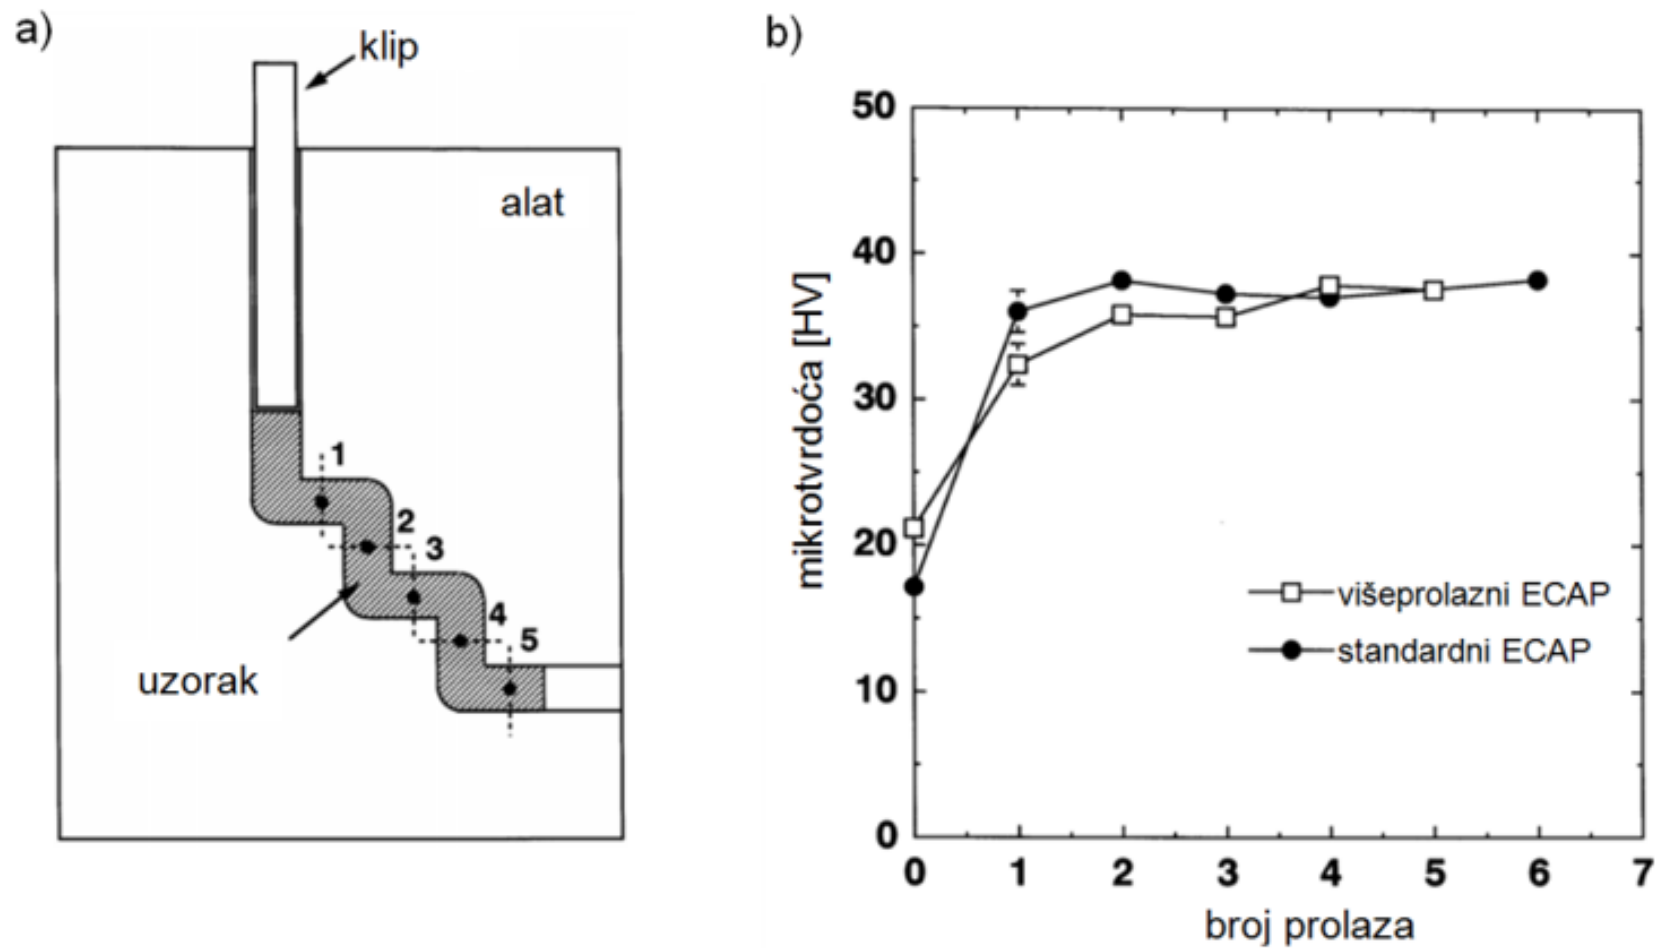 a)
klip
alat
1
2
3
4
5
uzorak
b)
mikrotvrdoća [HV]
50
40
30
20
10
0
višeprolazni ECAP
standardni ECAP
0 1 2 3 4 5 6 7
broj prolaza